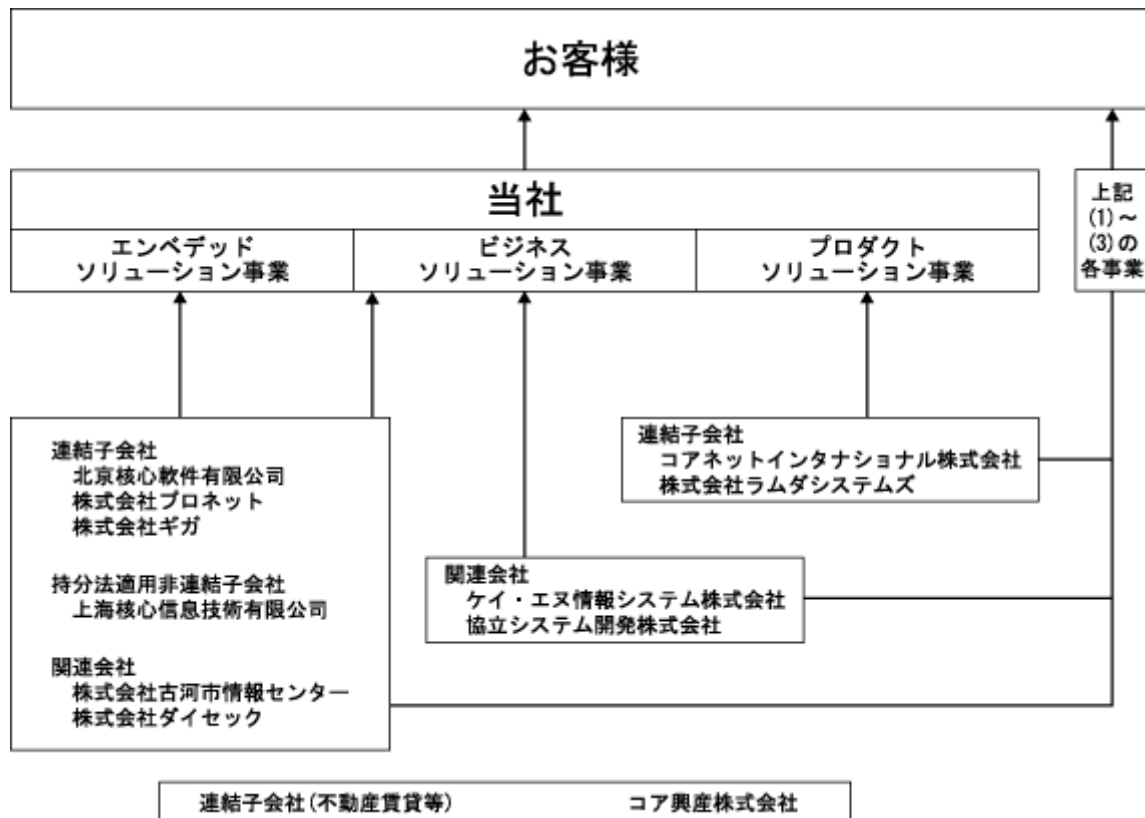 お客様
当社
エンベデッド
ソリューション事業
ビジネス
ソリューション事業
プロダクト
ソリューション事業
上記
(1)～
(3)の
各事業
連結子会社
北京核心軟件有限公司
株式会社プロネット
株式会社ギガ
持分法適用非連結子会社
上海核心信息技術有限公司
関連会社
株式会社古河市情報センター
株式会社ダイセック
連結子会社
コアネットインタナショナル株式会社
株式会社ラムダシステムズ
関連会社
ケイ・エヌ情報システム株式会社
協立システム開発株式会社
連結子会社(不動産賃貸等) コア興産株式会社